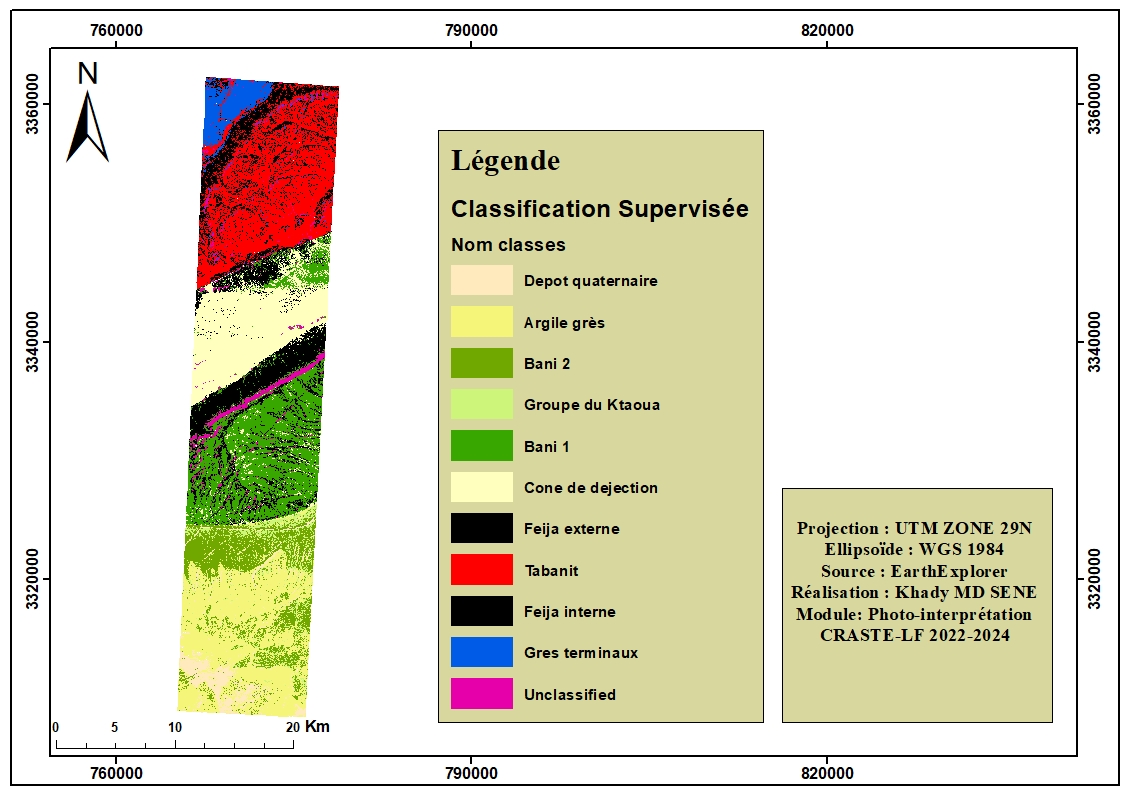 760000 790000 820000
N
3360000 3360000
3340000 3340000
3320000 3320000
Légende
Classification Supervisée
Nom classes
Depot quaternaire
Argile grès
Bani 2
Groupe du Ktaoua
Bani 1
Cone de dejection
Feija externe
Tabanit
Feija interne
Gres terminaux
Unclassified
Projection : UTM ZONE 29N
Ellipsoïde : WGS 1984
Source : EarthExplorer
Réalisation : Khady MD SENE
Module: Photo-interprétation
CRASTE-LF 2022-2024
0 5 10 20 Km
760000 790000 820000